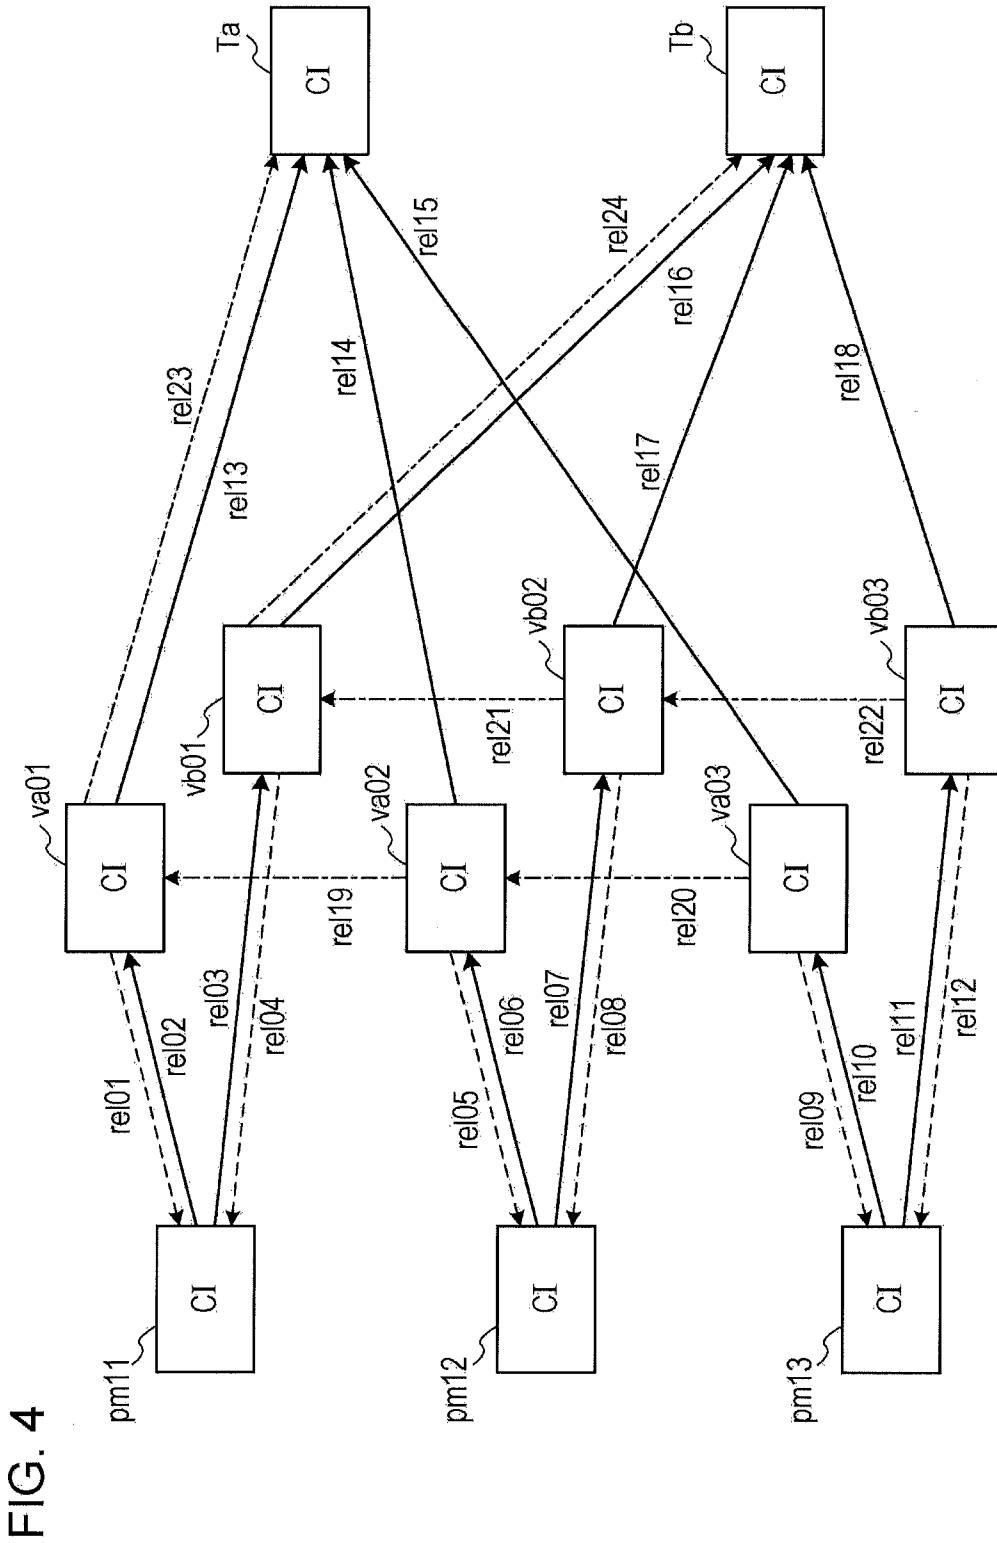 FIG. 4
pm11
CI
pm12
CI
pm13
CI
rel01
rel02
rel03
rel04
rel05
rel06
rel07
rel08
rel09
rel10
rel11
rel12
va01
CI
va02
CI
va03
CI
rel19
rel20
vb01
CI
vb02
CI
vb03
CI
rel21
rel22
rel23
rel13
rel14
rel15
rel24
rel16
rel17
rel18
Ta
CI
Tb
CI